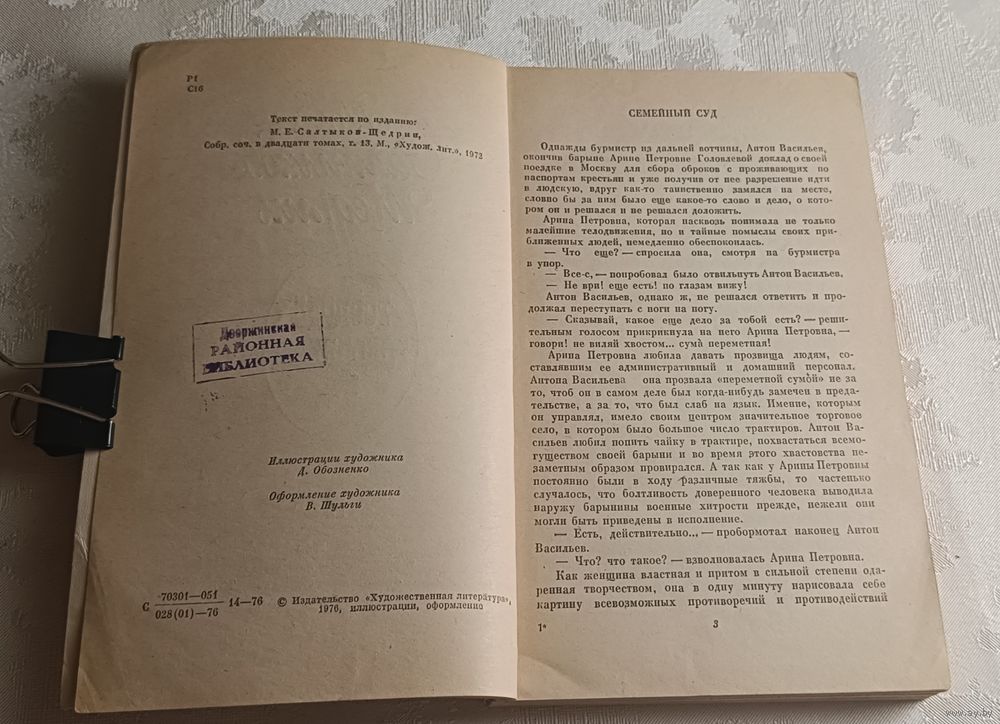 Р1
С16
Текст печатается по изданию:
М. Е. Салтыков-Щедрин,
Собр. соч. в двадцати томах, т. 13. М., «Худож. лит.», 1972
Дзержинская
РАЙОННАЯ
БИБЛИОТЕКА
Иллюстрации художника
Д. Обозненко
Оформление художника
В. Шульги
С 70301—051
028(01)—76 14—76
© Издательство «Художественная литература»,
1976, иллюстрации, оформление
СЕМЕЙНЫЙ СУД
Однажды бурмистр из дальней вотчины, Антон Васильев,
окончив барыне Арине Петровне Головлевой доклад о своей
поездке в Москву для сбора оброков с проживающих по
паспортам крестьян и уже получив от нее разрешение идти
в людскую, вдруг как-то таинственно замялся на месте,
словно бы за ним было еще какое-то слово и дело, о кото-
ром он и решался и не решался доложить.
Арина Петровна, которая насквозь понимала не только
малейшие телодвижения, но и тайные помыслы своих при-
ближенных людей, немедленно обеспокоилась.
— Что еще? — спросила она, смотря на бурмистра
в упор.
— Все-с, — попробовал было отвильнуть Антон Васильев.
— Не ври! еще есть! по глазам вижу!
Антон Васильев, однако ж, не решался ответить и про-
должал переступать с ноги на ногу.
— Сказывай, какое еще дело за тобой есть? — реши-
тельным голосом прикрикнула на него Арина Петровна, —
говори! не виляй хвостом... сума переметная!
Арина Петровна любила давать прозвища людям, со-
ставлявшим ее административный и домашний персонал.
Антона Васильева она прозвала «переметной сумой» не за
то, чтоб он в самом деле был когда-нибудь замечен в преда-
тельстве, а за то, что был слаб на язык. Имение, которым
он управлял, имело своим центром значительное торговое
село, в котором было большое число трактиров. Антон Ва-
сильев любил попить чайку в трактире, похвастаться всемо-
гуществом своей барыни и во время этого хвастовства не-
заметным образом провирался. А так как у Арины Петровны
постоянно были в ходу различные тяжбы, то частенько
случалось, что болтливость доверенного человека выводила
наружу барынины военные хитрости прежде, нежели они
могли быть приведены в исполнение.
— Есть, действительно... — пробормотал наконец Антон
Васильев.
— Что? что такое? — взволновалась Арина Петровна.
Как женщина властная и притом в сильной степени ода-
ренная творчеством, она в одну минуту нарисовала себе
картину всевозможных противоречий и противодействий
1*
3
www.ay.by